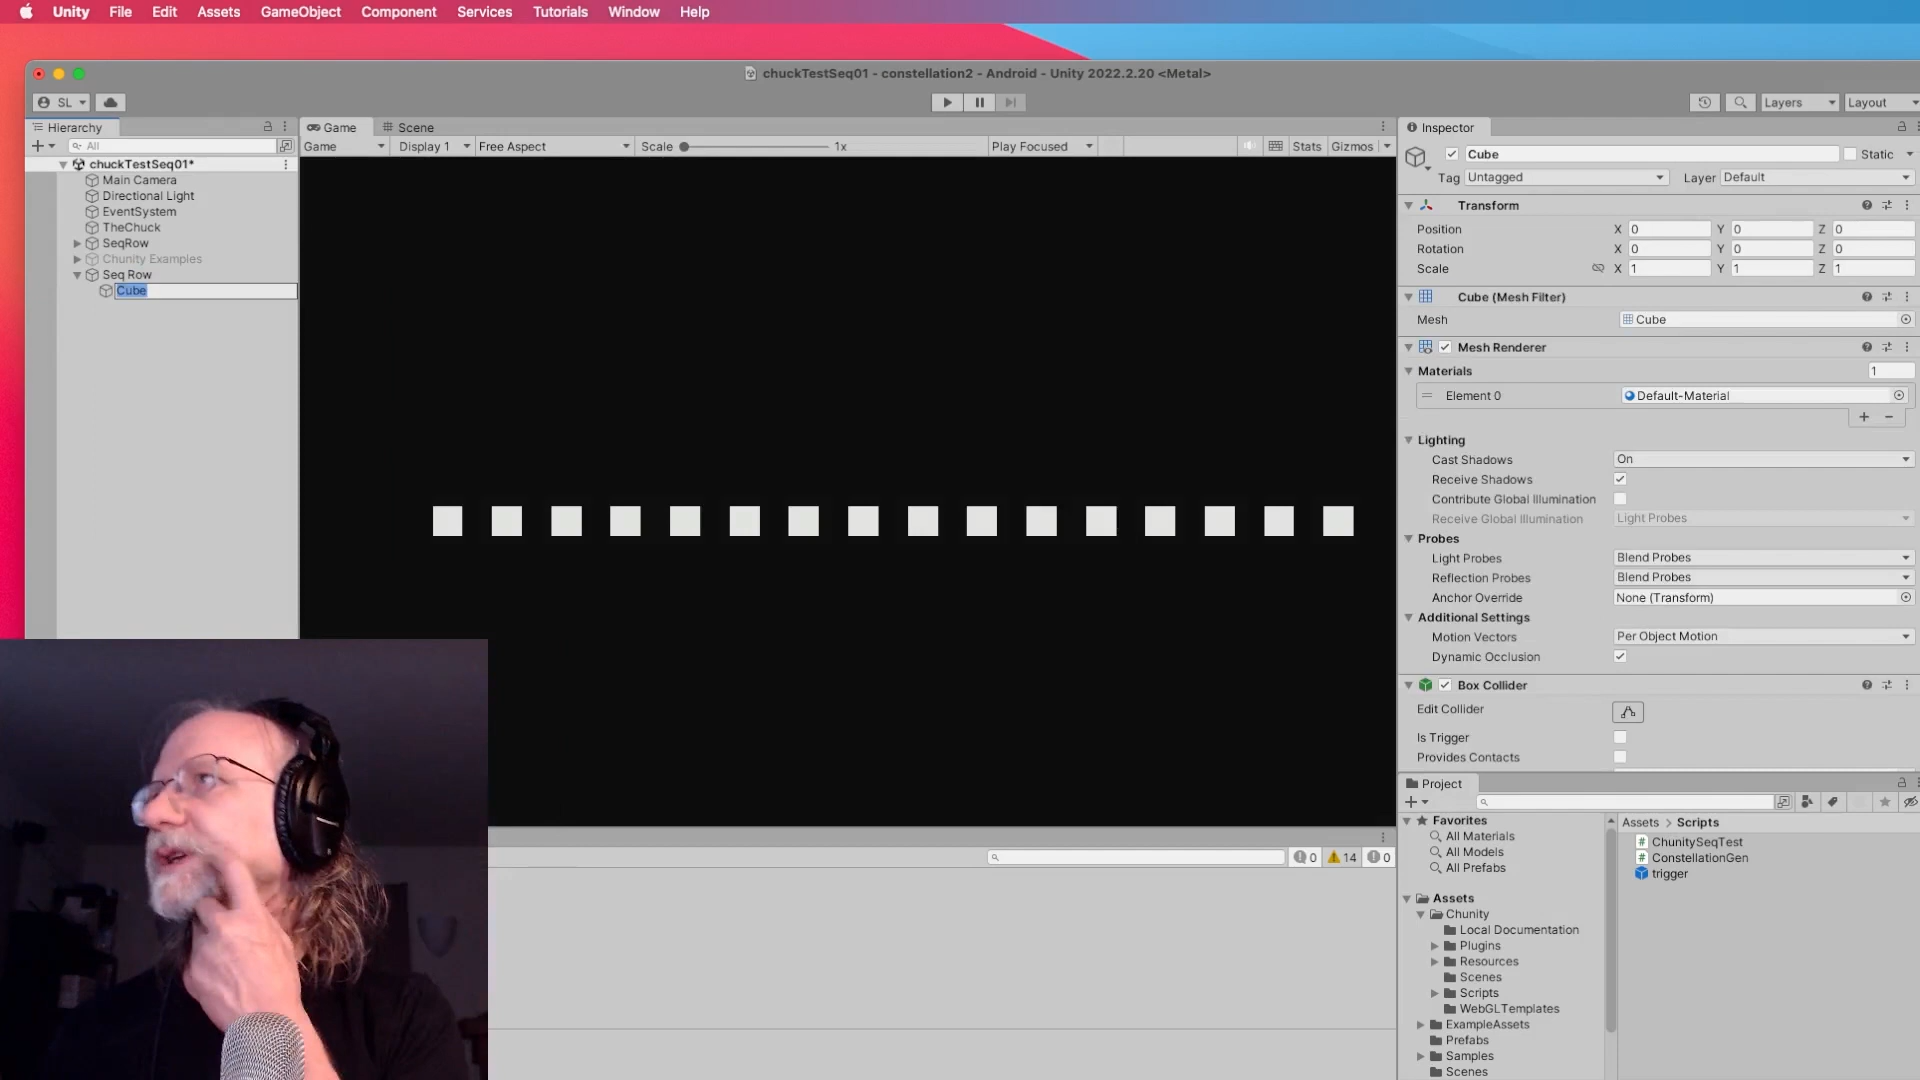 Unity File Edit Assets GameObject Component Services Tutorials Window Help
chuckTestSeq01 - constellation2 - Android - Unity 2022.2.20 <Metal>
SL
Layers
Layout
Hierarchy
All
chuckTestSeq01*
Main Camera
Directional Light
EventSystem
TheChuck
SeqRow
Chunity Examples
Seq Row
Cube
Game
Scene
Game
Display 1
Free Aspect
Scale
1x
Play Focused
Stats
Gizmos
0
14
0
Inspector
Cube
Static
Tag Untagged
Layer Default
Transform
Position X 0 Y 0 Z 0
Rotation X 0 Y 0 Z 0
Scale X 1 Y 1 Z 1
Cube (Mesh Filter)
Mesh Cube
Mesh Renderer
Materials 1
Element 0 Default-Material
Lighting
Cast Shadows On
Receive Shadows
Contribute Global Illumination
Receive Global Illumination Light Probes
Probes
Light Probes Blend Probes
Reflection Probes Blend Probes
Anchor Override None (Transform)
Additional Settings
Motion Vectors Per Object Motion
Dynamic Occlusion
Box Collider
Edit Collider
Is Trigger
Provides Contacts
Project
Favorites
All Materials
All Models
All Prefabs
Assets
Chunity
Local Documentation
Plugins
Resources
Scenes
Scripts
WebGLTemplates
ExampleAssets
Prefabs
Samples
Scenes
Assets > Scripts
ChunitySeqTest
ConstellationGen
trigger